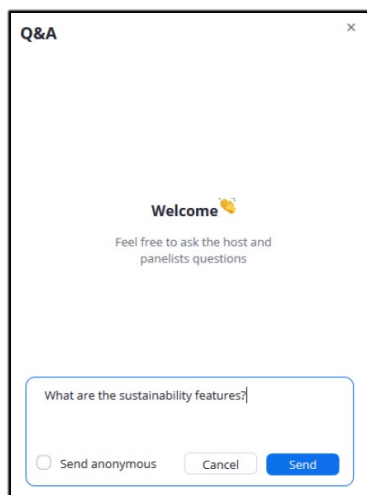 Q&A
Welcome
Feel free to ask the host and
panelists questions
What are the sustainability features?
Send anonymous
Cancel
Send